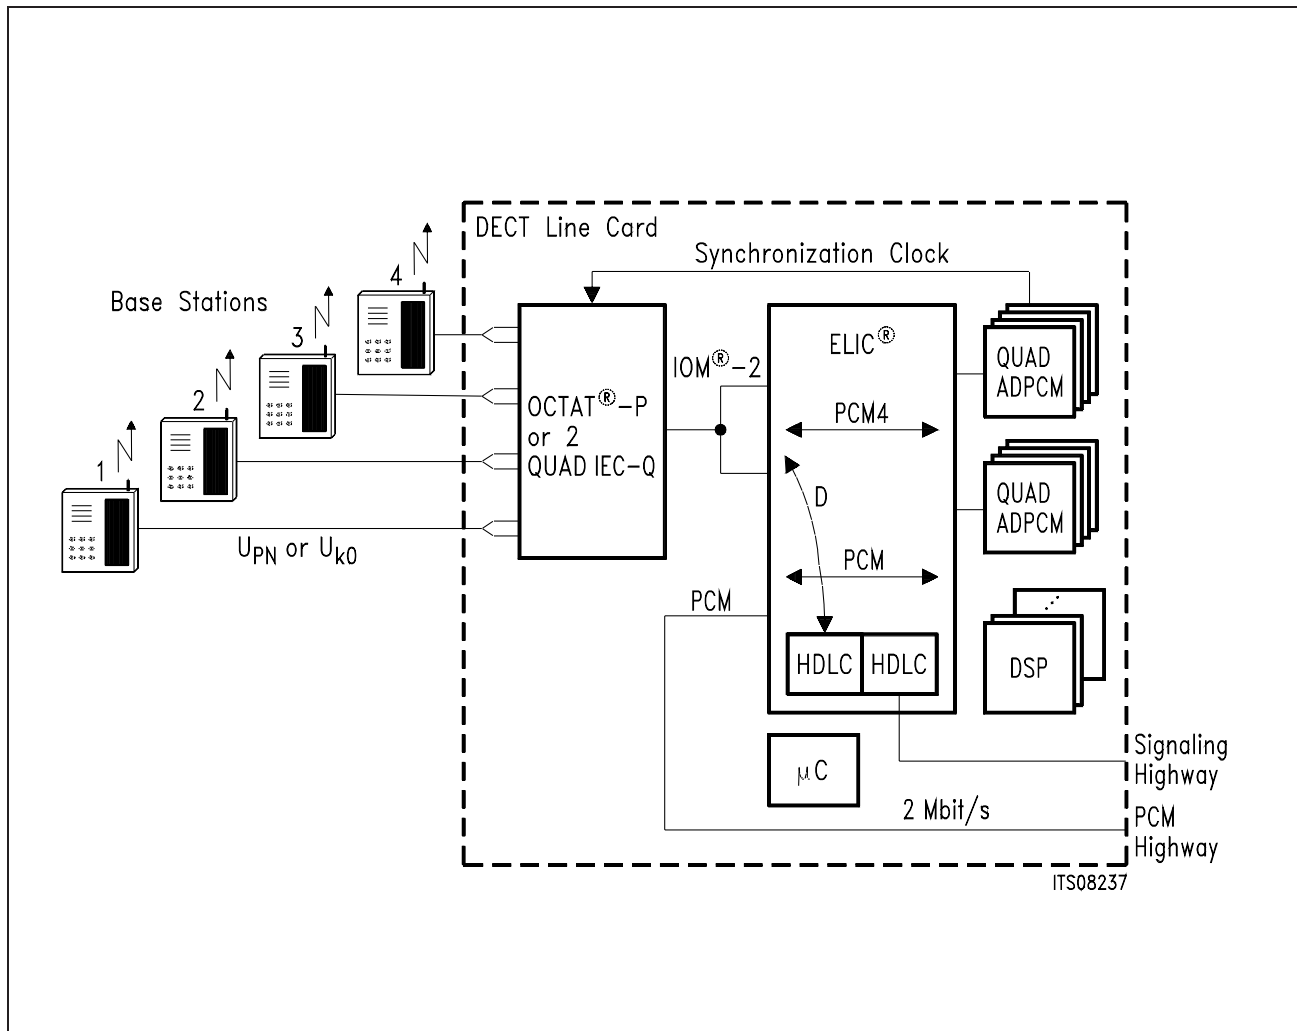 DECT Line Card
Synchronization Clock
Base Stations
4
3
2
1
U_PN or U_k0
OCTAT®-P
or 2
QUAD IEC-Q
IOM®-2
ELIC®
PCM4
D
PCM
HDLC HDLC
PCM
QUAD
ADPCM
QUAD
ADPCM
DSP
μC
2 Mbit/s
Signaling
Highway
PCM
Highway
ITS08237